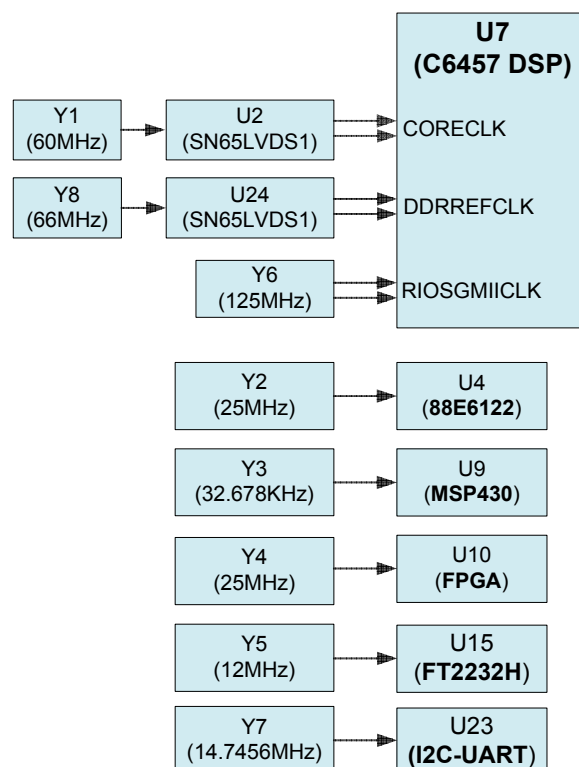 U7
(C6457 DSP)
Y1
(60MHz)
U2
(SN65LVDS1)
CORECLK
Y8
(66MHz)
U24
(SN65LVDS1)
DDRREFCLK
Y6
(125MHz)
RIOSGMIICLK
Y2
(25MHz)
U4
(88E6122)
Y3
(32.678KHz)
U9
(MSP430)
Y4
(25MHz)
U10
(FPGA)
Y5
(12MHz)
U15
(FT2232H)
Y7
(14.7456MHz)
U23
(I2C-UART)